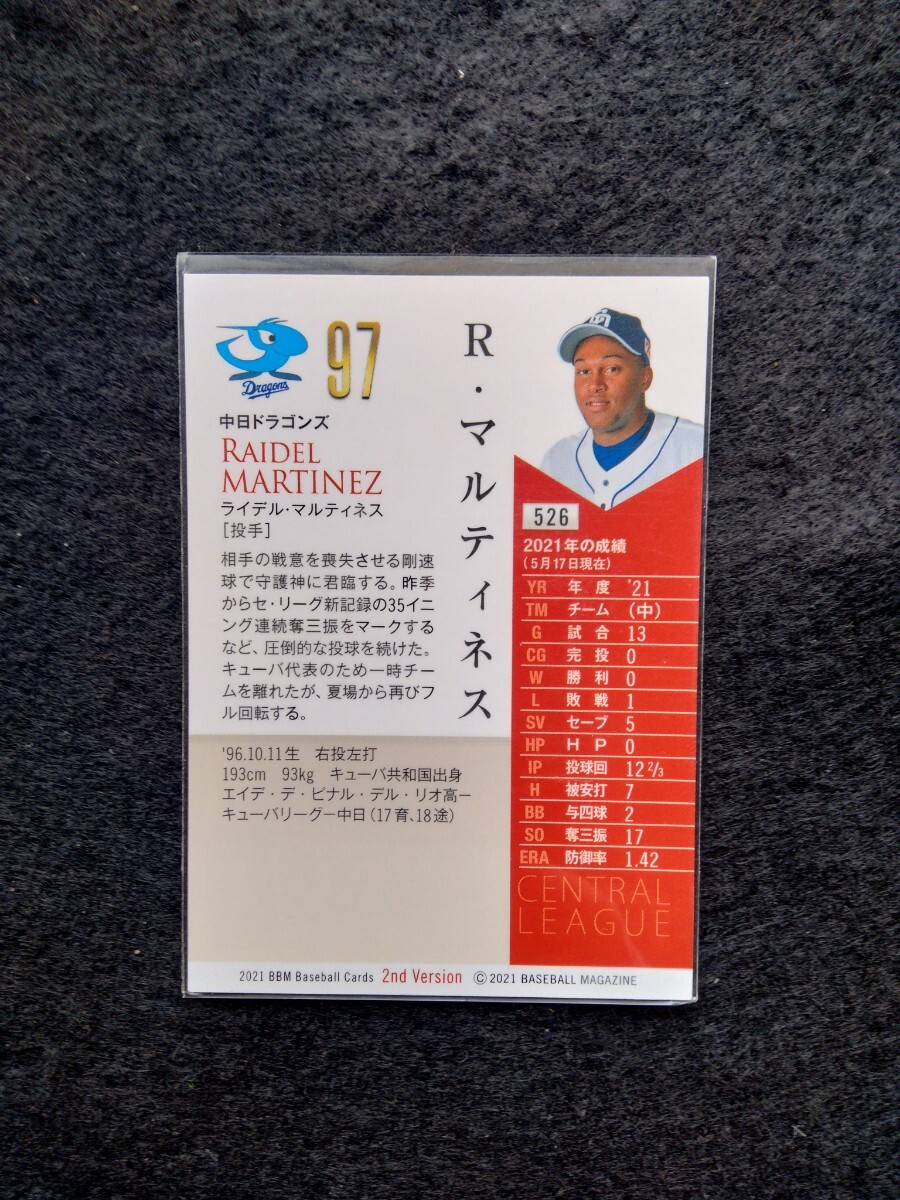 Dragons
97
中日ドラゴンズ
RAIDEL
MARTINEZ
ライデル・マルティネス
[投手]
相手の戦意を喪失させる剛速
球で守護神に君臨する。昨季
からセ・リーグ新記録の35イニ
ング連続奪三振をマークする
など、圧倒的な投球を続けた。
キューバ代表のため一時チー
ムを離れたが、夏場から再びフ
ル回転する。
'96.10.11生 右投左打
193cm 93kg キューバ共和国出身
エイデ・デ・ピナル・デル・リオ高ー
キューバリーグー中日(17育、18途)
R・マルティネス
526
2021年の成績
(5月17日現在)
YR 年度 '21
TM チーム (中)
G 試合 13
CG 完投 0
W 勝利 0
L 敗戦 1
SV セーブ 5
HP HP 0
IP 投球回 12 2/3
H 被安打 7
BB 与四球 2
SO 奪三振 17
ERA 防御率 1.42
CENTRAL
LEAGUE
2021 BBM Baseball Cards 2nd Version ©2021 BASEBALL MAGAZINE